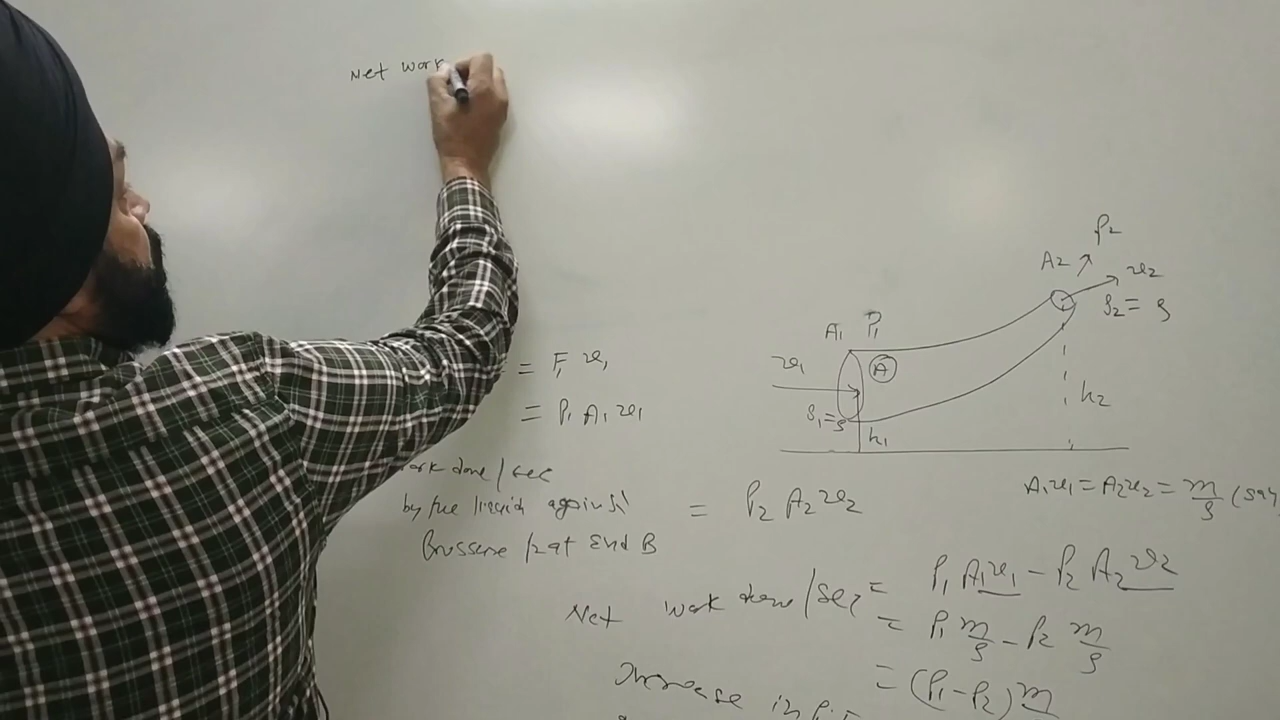 Net work
P2
A2
v2
A1 P1
ρ2 = ρ
= F1 v1
v1
A
= P1 A1 v1
h2
ρ1=ρ
h1
work done/sec
A1v1 = A2v2 = m/ρ (say
by the liquid against = P2 A2 v2
Pressure P2 at End B
Net work done/sec = P1 A1v1 − P2 A2 v2
= P1 m/ρ − P2 m/ρ
Increase in P.E
= (P1 − P2) m